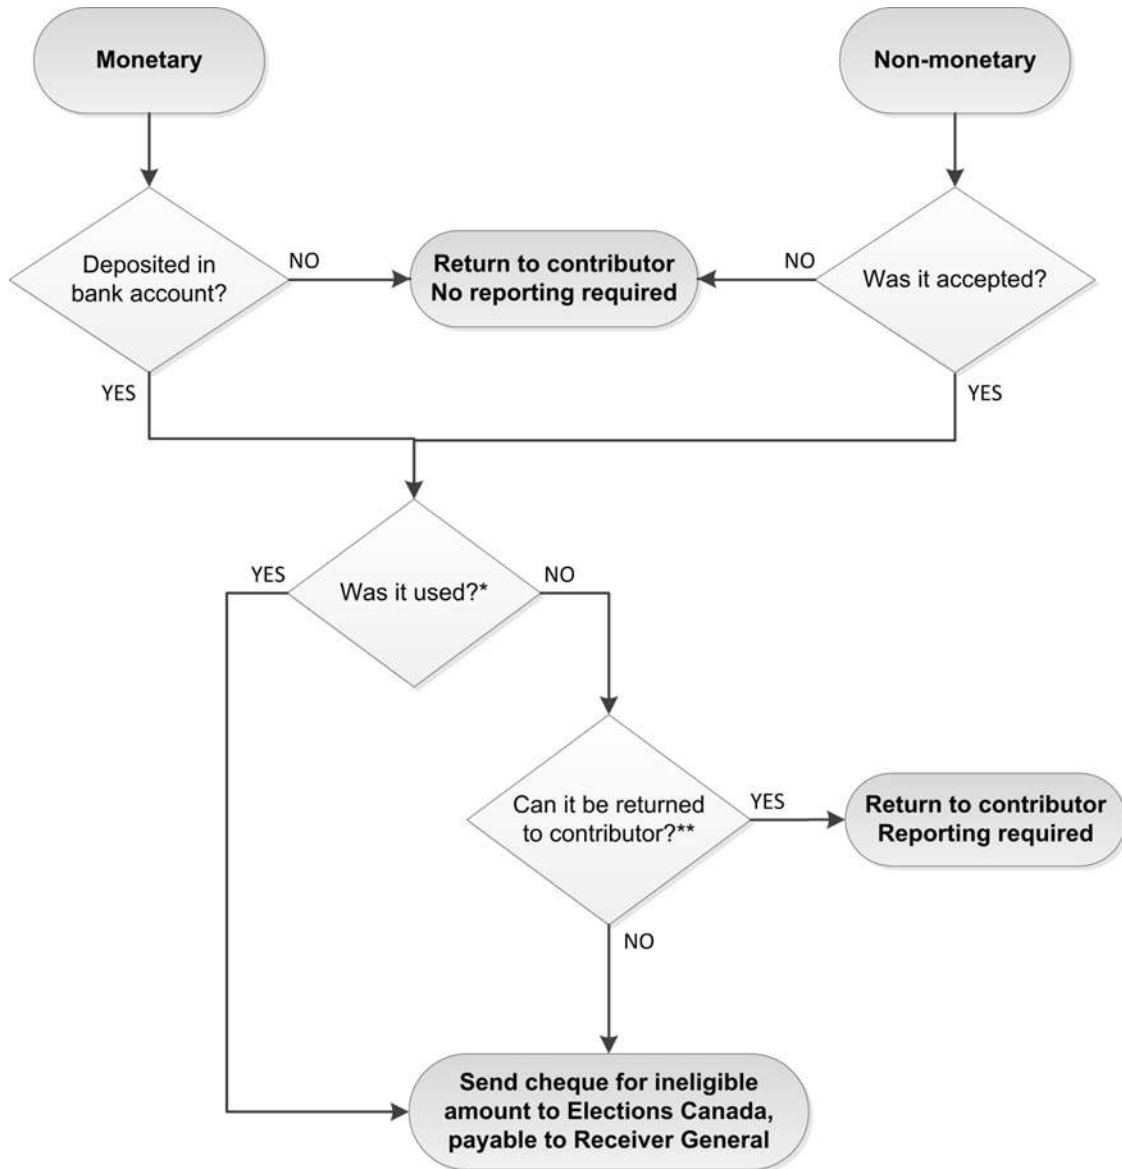 Monetary
Non-monetary
Deposited in
bank account?
NO
Return to contributor
No reporting required
NO
Was it accepted?
YES
YES
YES
Was it used?*
NO
Can it be returned
to contributor?**
YES
Return to contributor
Reporting required
NO
Send cheque for ineligible
amount to Elections Canada,
payable to Receiver General